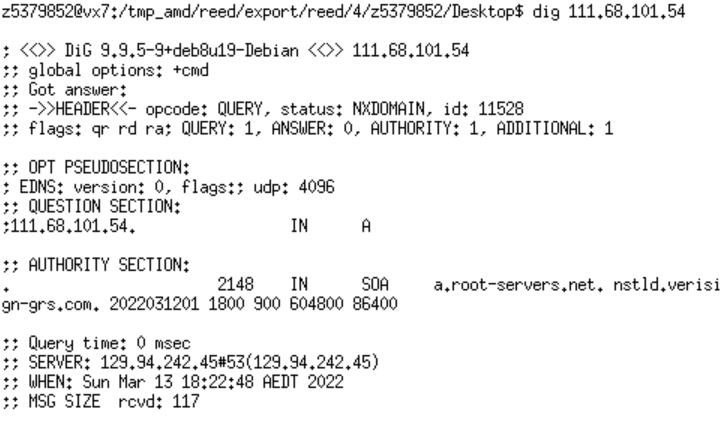 z5379852@vx7:/tmp_amd/reed/export/reed/4/z5379852/Desktop$ dig 111.68.101.54
; <<>> DiG 9.9.5-9+deb8u19-Debian <<>> 111.68.101.54
;; global options: +cmd
;; Got answer:
;; ->>HEADER<<- opcode: QUERY, status: NXDOMAIN, id: 11528
;; flags: qr rd ra; QUERY: 1, ANSWER: 0, AUTHORITY: 1, ADDITIONAL: 1
;; OPT PSEUDOSECTION:
; EDNS: version: 0, flags:; udp: 4096
;; QUESTION SECTION:
;111.68.101.54. IN A
;; AUTHORITY SECTION:
. 2148 IN SOA a.root-servers.net. nstld.verisi
gn-grs.com. 2022031201 1800 900 604800 86400
;; Query time: 0 msec
;; SERVER: 129.94.242.45#53(129.94.242.45)
;; WHEN: Sun Mar 13 18:22:48 AEDT 2022
;; MSG SIZE rcvd: 117